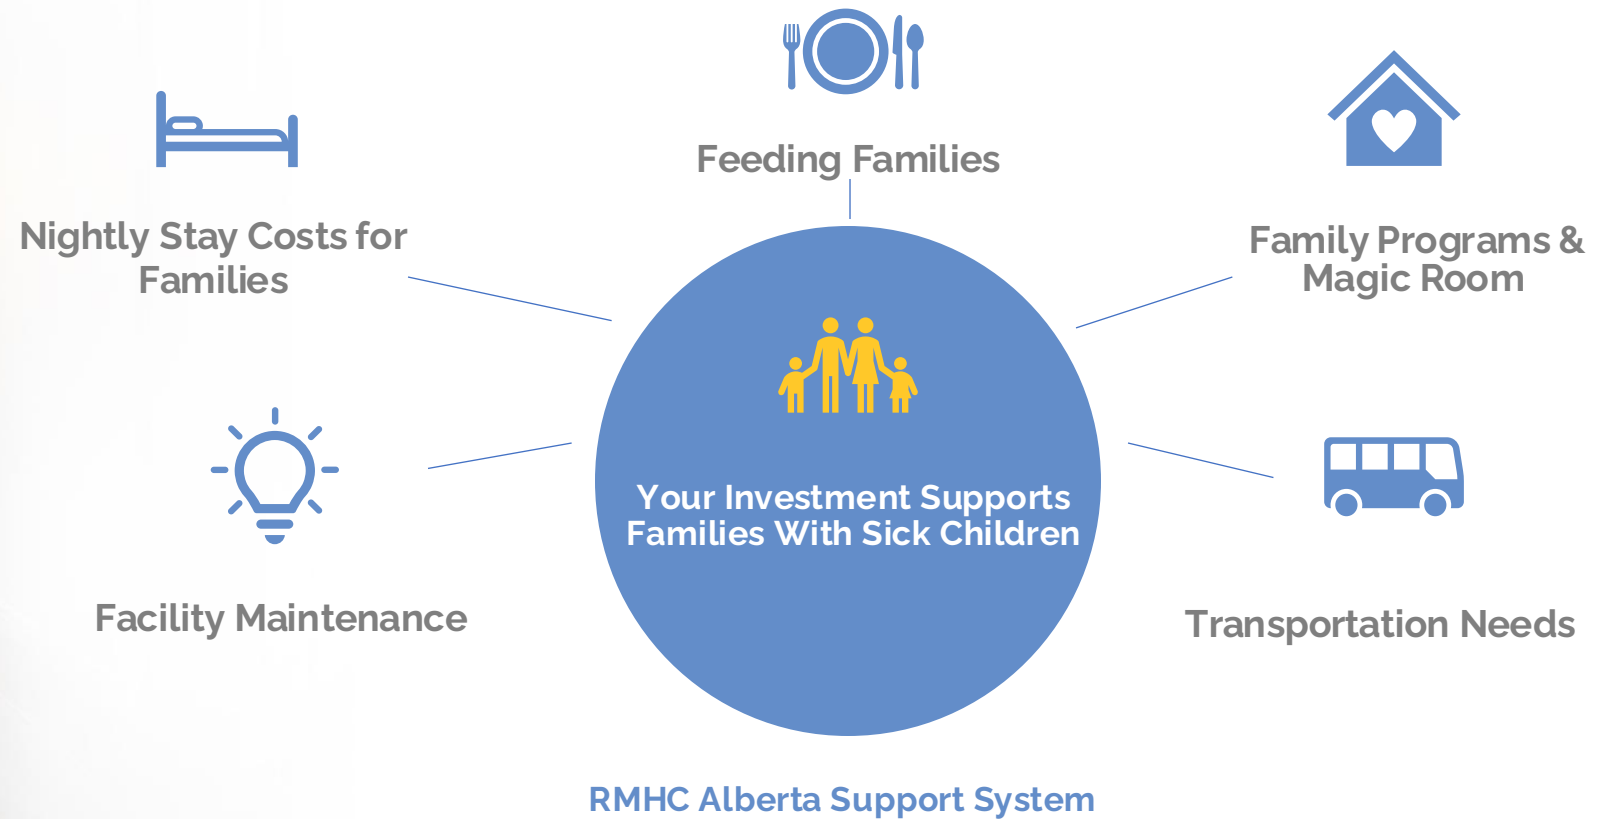 Feeding Families
Nightly Stay Costs for
Families
Family Programs &
Magic Room
Your Investment Supports
Families With Sick Children
Facility Maintenance
Transportation Needs
RMHC Alberta Support System